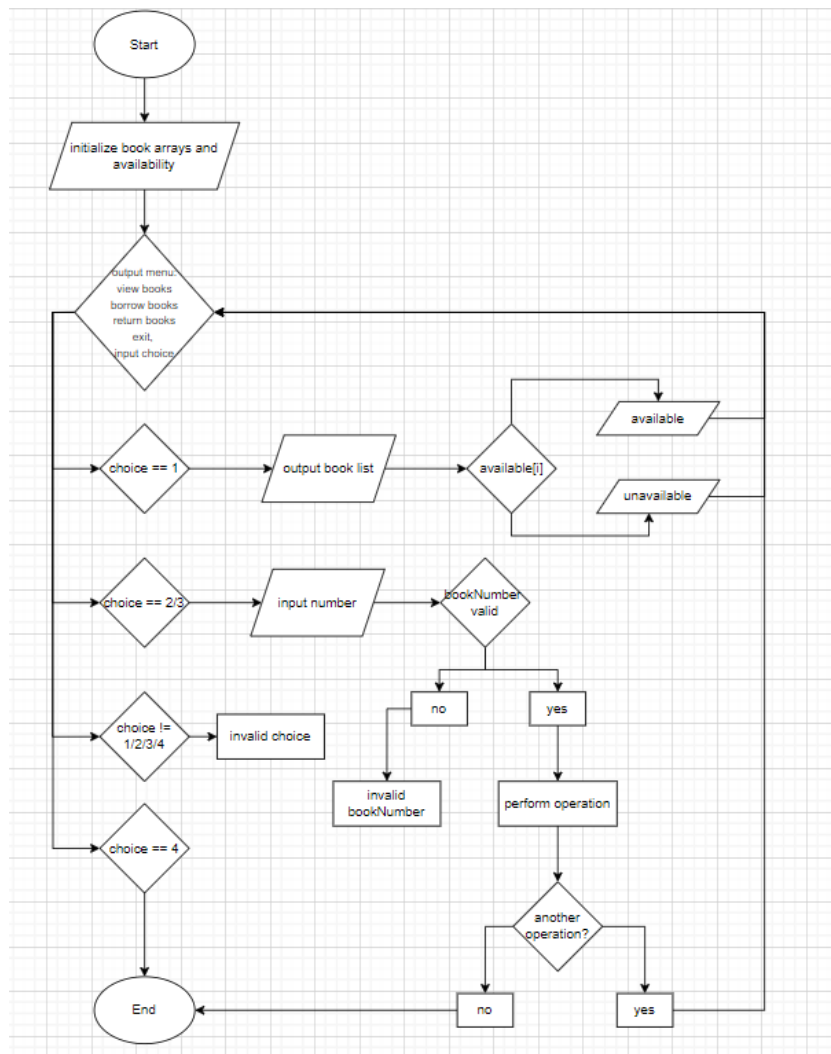 Start
initialize book arrays and
availability
output menu:
view books
borrow books
return books
exit,
input choice
available
choice == 1
output book list
available[i]
unavailable
choice == 2/3
input number
bookNumber
valid
no
yes
choice !=
1/2/3/4
invalid choice
invalid
bookNumber
perform operation
choice == 4
another
operation?
End
no
yes